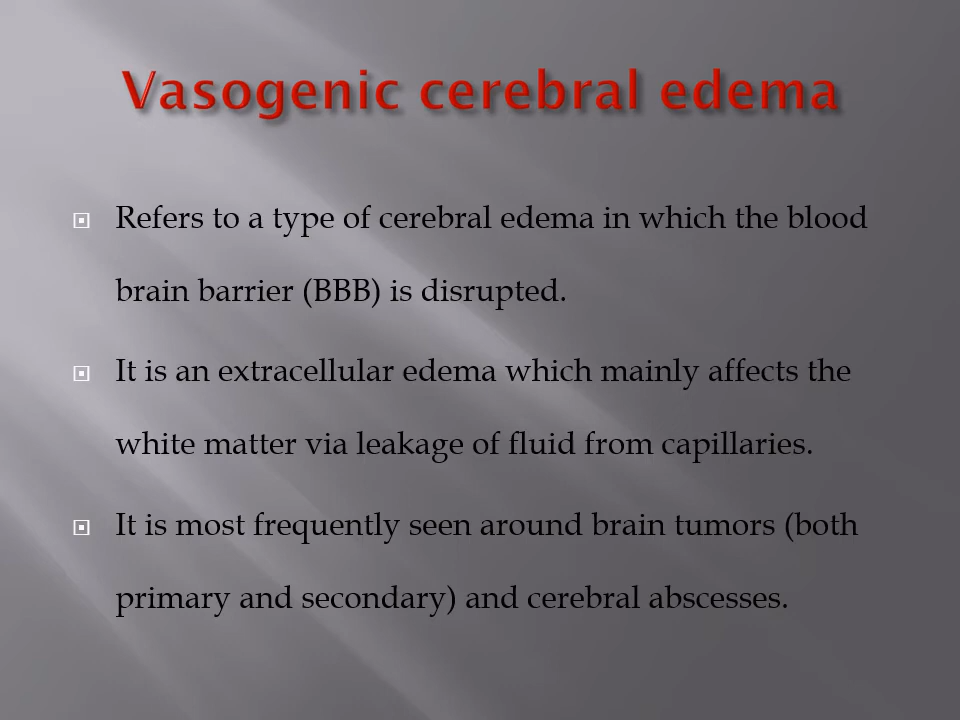 Vasogenic cerebral edema
Refers to a type of cerebral edema in which the blood
brain barrier (BBB) is disrupted.
It is an extracellular edema which mainly affects the
white matter via leakage of fluid from capillaries.
It is most frequently seen around brain tumors (both
primary and secondary) and cerebral abscesses.